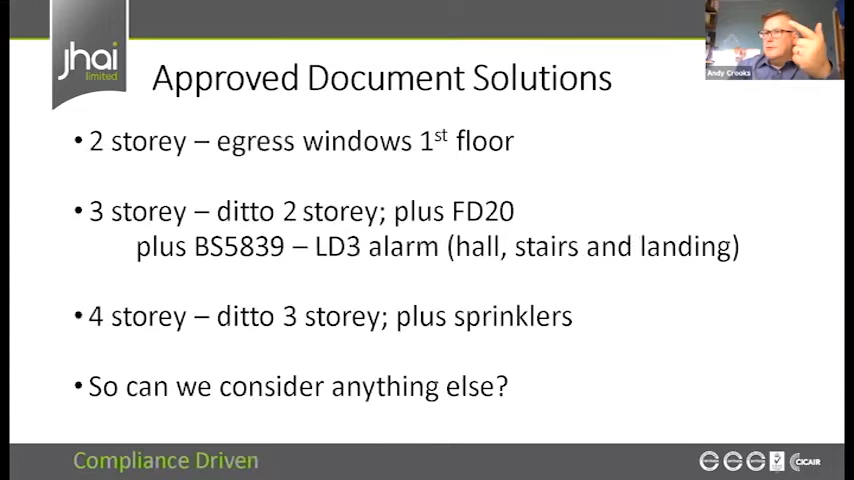 jhai
limited
Andy Crooks
Approved Document Solutions
• 2 storey – egress windows 1st floor
• 3 storey – ditto 2 storey; plus FD20
plus BS5839 – LD3 alarm (hall, stairs and landing)
• 4 storey – ditto 3 storey; plus sprinklers
• So can we consider anything else?
Compliance Driven
CICAIR